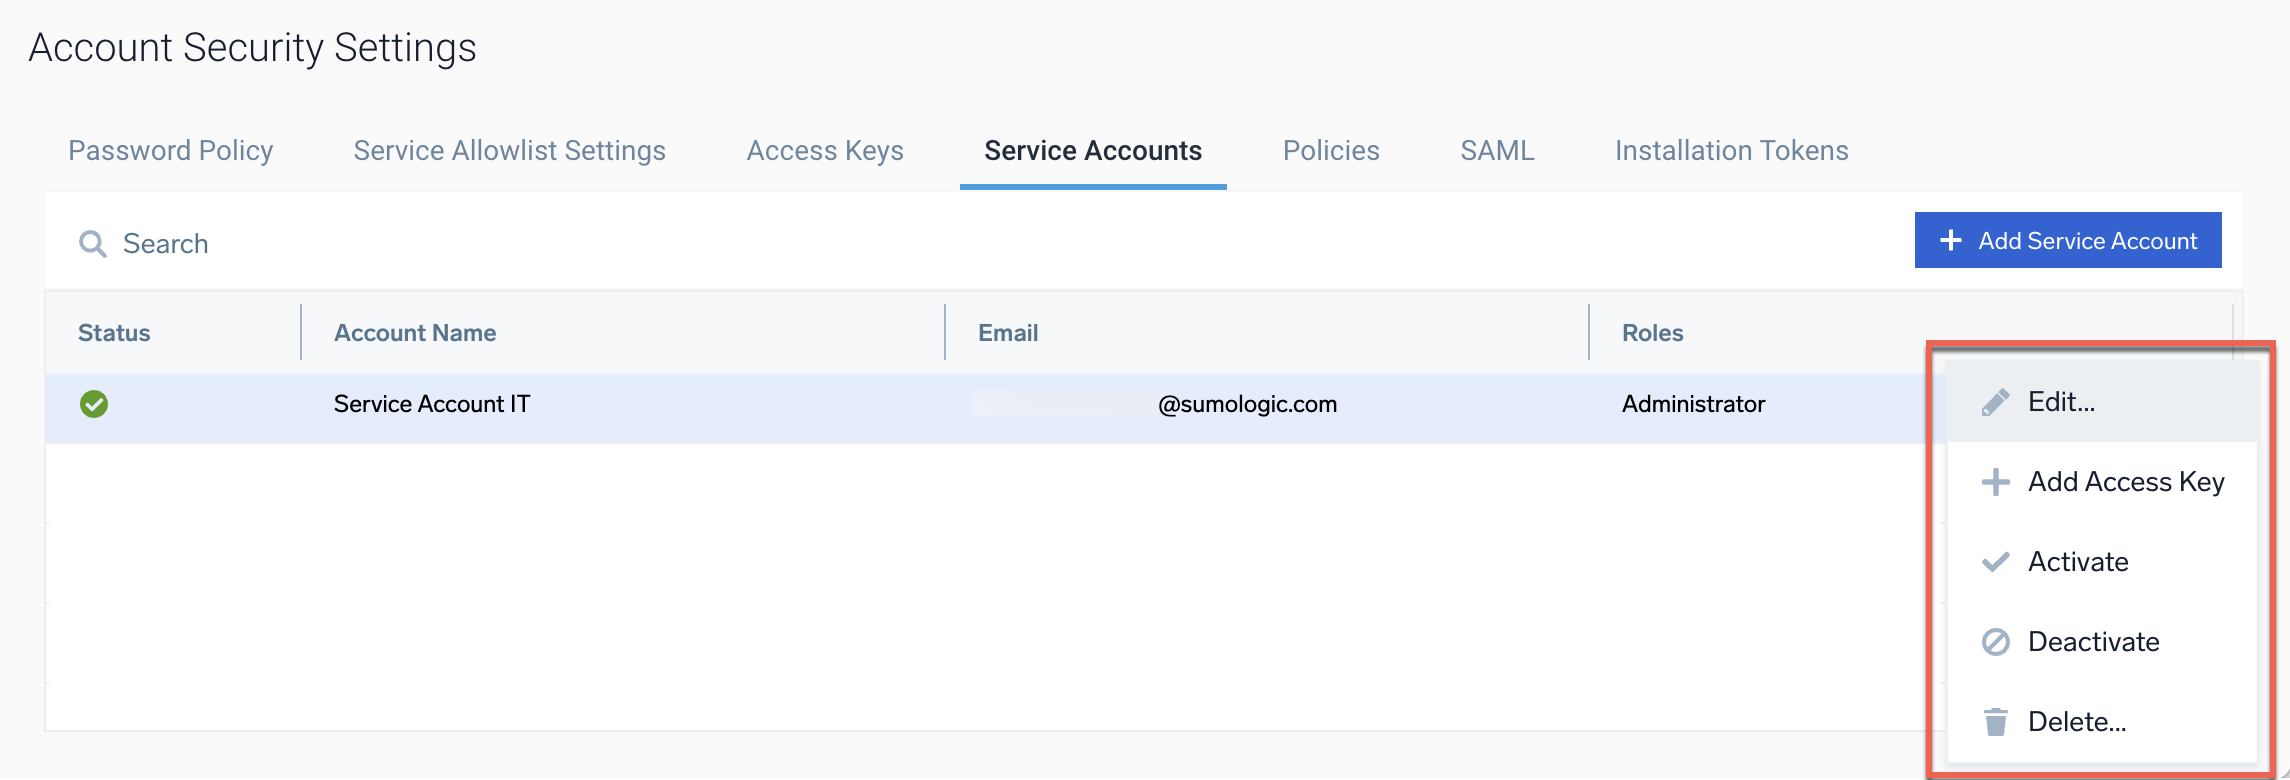 Account Security Settings
Password Policy Service Allowlist Settings Access Keys Service Accounts Policies SAML Installation Tokens
Search
+ Add Service Account
Status Account Name Email Roles
Service Account IT @sumologic.com Administrator
Edit...
Add Access Key
Activate
Deactivate
Delete...